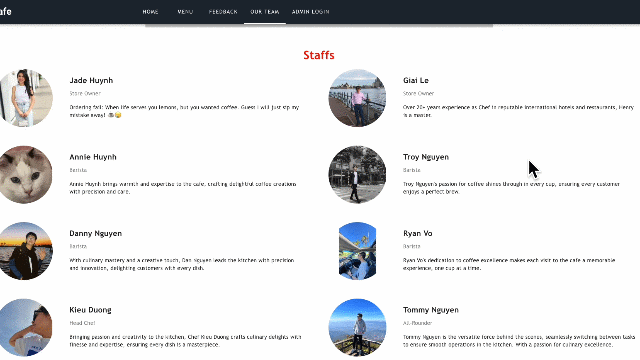 afe
HOME MENU FEEDBACK OUR TEAM ADMIN LOGIN
Staffs
Jade Huynh
Store Owner
Ordering fail: When life serves you lemons, but you wanted coffee. Guess I will just sip my
mistake away! 🍋😂
Giai Le
Store Owner
Over 20+ years experience as Chef in reputable international hotels and restaurants, Henry
is a master.
Annie Huynh
Barista
Annie Huynh brings warmth and expertise to the cafe, crafting delightful coffee creations
with precision and care.
Troy Nguyen
Barista
Troy Nguyen's passion for coffee shines through in every cup, ensuring every customer
enjoys a perfect brew.
Danny Nguyen
Barista
With culinary mastery and a creative touch, Dan Nguyen leads the kitchen with precision
and innovation, delighting customers with every dish.
Ryan Vo
Barista
Ryan Vo's dedication to coffee excellence makes each visit to the cafe a memorable
experience, one cup at a time.
Kieu Duong
Head Chef
Bringing passion and creativity to the kitchen, Chef Kieu Duong crafts culinary delights with
finesse and expertise, ensuring every dish is a masterpiece.
Tommy Nguyen
All-Rounder
Tommy Nguyen is the versatile force behind the scenes, seamlessly switching between tasks
to ensure smooth operations in the kitchen. With a passion for culinary excellence.